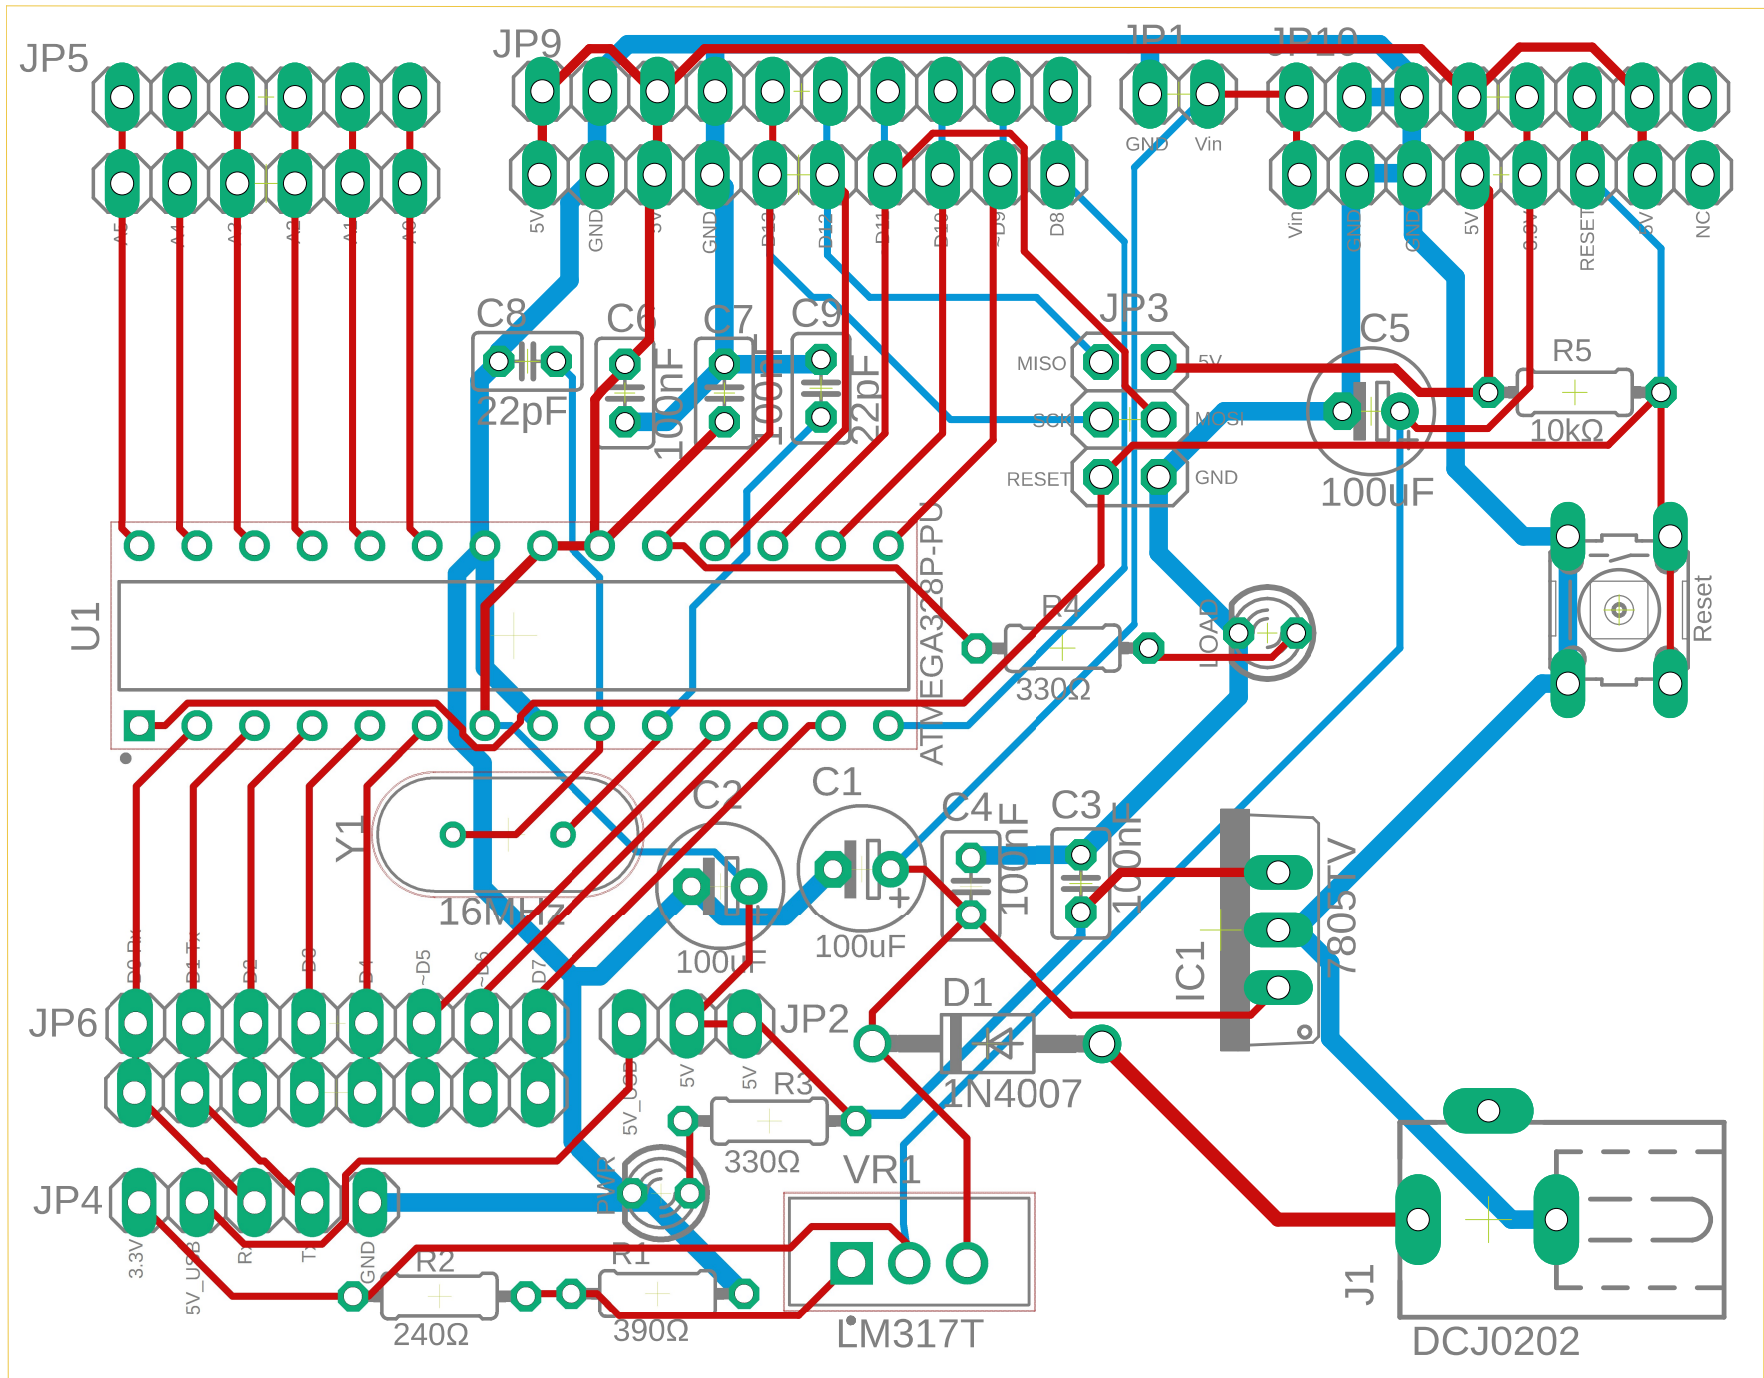 JP5
JP9
JP1
JP10
GND
Vin
A5
A4
A3
A2
A1
A0
5V
GND
5V
GND
D13
D12
D11
D10
~D9
D8
Vin
GND
GND
5V
3.3V
RESET
5V
NC
C8
C6
C7
C9
JP3
C5
R5
MISO
5V
22pF
100nF
100nF
22pF
SCK
MOSI
10kΩ
RESET
GND
100uF
U1
ATMEGA328P-PU
R4
330Ω
LOAD
Reset
Y1
16MHz
C2
C1
C4
C3
100nF
100nF
100uF
100uF
IC1
7805TV
D0 Rx
D1 Tx
D2
D3
D4
~D5
~D6
D7
JP6
JP2
D1
1N4007
5V_USB
5V
5V
R3
330Ω
PWR
VR1
JP4
3.3V
5V_USB
Rx
Tx
GND
R2
R1
240Ω
390Ω
LM317T
J1
DCJ0202